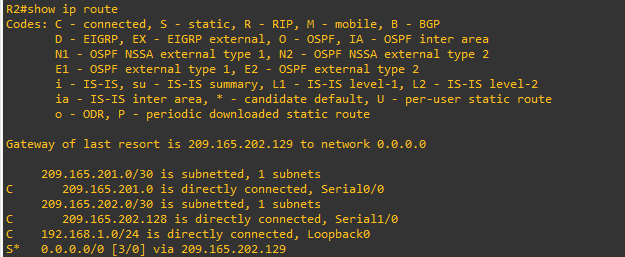 R2#show ip route
Codes: C - connected, S - static, R - RIP, M - mobile, B - BGP
       D - EIGRP, EX - EIGRP external, O - OSPF, IA - OSPF inter area
       N1 - OSPF NSSA external type 1, N2 - OSPF NSSA external type 2
       E1 - OSPF external type 1, E2 - OSPF external type 2
       i - IS-IS, su - IS-IS summary, L1 - IS-IS level-1, L2 - IS-IS level-2
       ia - IS-IS inter area, * - candidate default, U - per-user static route
       o - ODR, P - periodic downloaded static route
Gateway of last resort is 209.165.202.129 to network 0.0.0.0
     209.165.201.0/30 is subnetted, 1 subnets
C       209.165.201.0 is directly connected, Serial0/0
     209.165.202.0/30 is subnetted, 1 subnets
C       209.165.202.128 is directly connected, Serial1/0
C    192.168.1.0/24 is directly connected, Loopback0
S*   0.0.0.0/0 [3/0] via 209.165.202.129